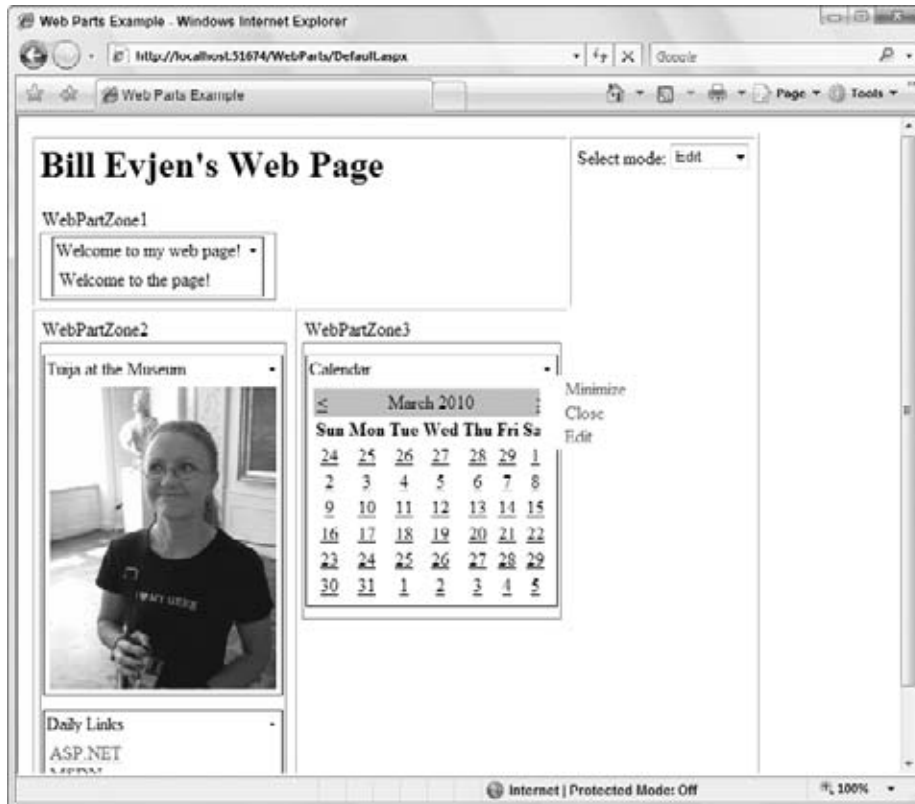 Web Parts Example - Windows Internet Explorer
http://localhost:51674/WebParts/Default.aspx
Google
Web Parts Example
Page
Tools
Bill Evjen's Web Page
Select mode: Edit
WebPartZone1
Welcome to my web page!
Welcome to the page!
WebPartZone2
WebPartZone3
Tuija at the Museum
Calendar
Minimize
Close
Edit
< March 2010
Sun Mon Tue Wed Thu Fri Sa
24 25 26 27 28 29 1
2 3 4 5 6 7 8
9 10 11 12 13 14 15
16 17 18 19 20 21 22
23 24 25 26 27 28 29
30 31 1 2 3 4 5
I ♥ MY GEEK
Daily Links
ASP.NET
MSDN
Internet | Protected Mode: Off
100%